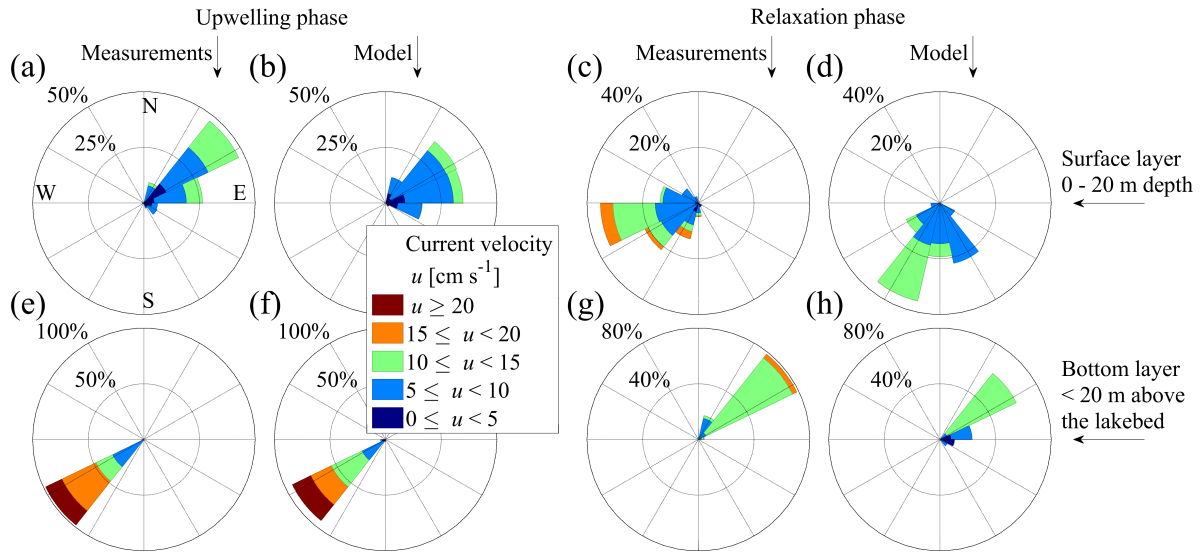 Upwelling phase
Relaxation phase
Measurements
Model
Measurements
Model
(a)
(b)
(c)
(d)
50%
N
25%
W
E
S
50%
25%
40%
20%
40%
20%
Surface layer
0 - 20 m depth
Current velocity
u [cm s⁻¹]
u ≥ 20
15 ≤ u < 20
10 ≤ u < 15
5 ≤ u < 10
0 ≤ u < 5
(e)
(f)
(g)
(h)
100%
50%
100%
50%
80%
40%
80%
40%
Bottom layer
< 20 m above
the lakebed